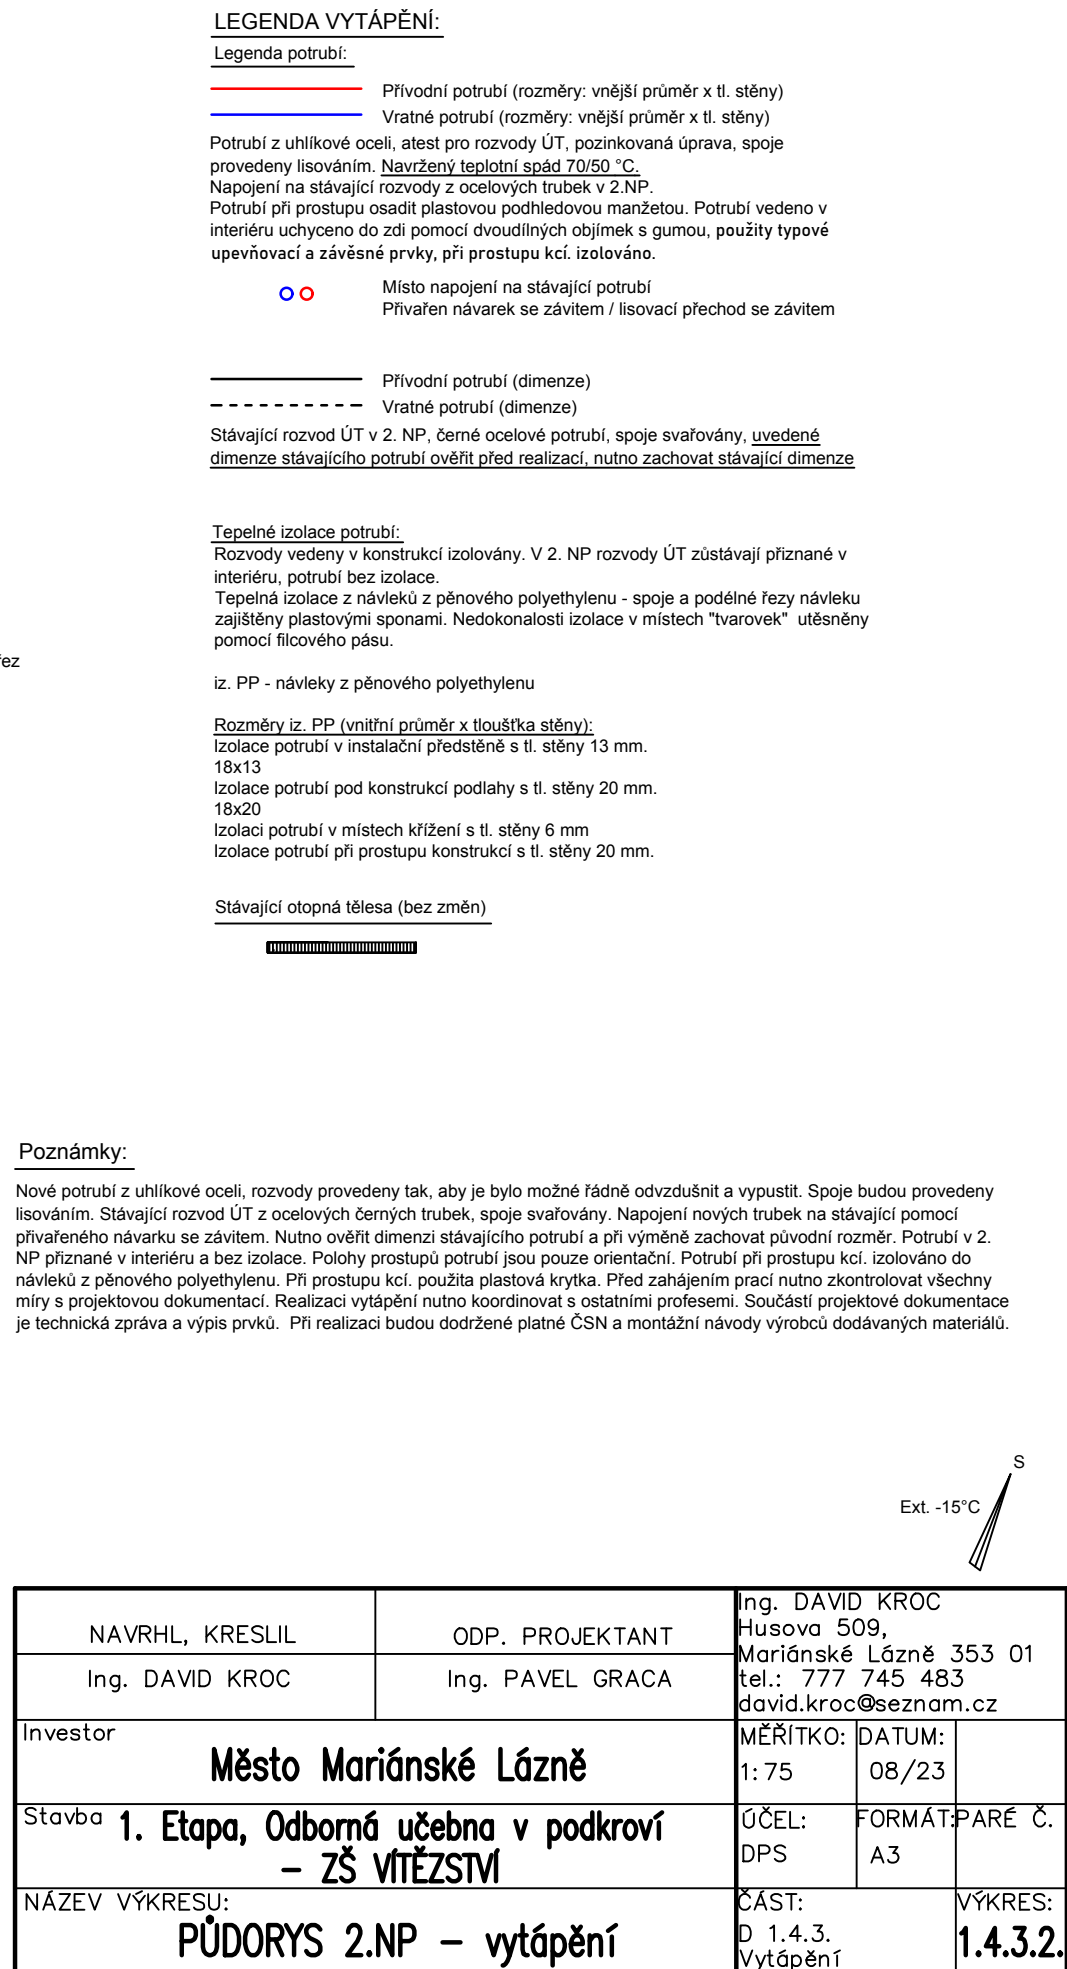 LEGENDA VYTÁPĚNÍ:
Legenda potrubí:
Přívodní potrubí (rozměry: vnější průměr x tl. stěny)
Vratné potrubí (rozměry: vnější průměr x tl. stěny)
Potrubí z uhlíkové oceli, atest pro rozvody ÚT, pozinkovaná úprava, spoje
provedeny lisováním. Navržený teplotní spád 70/50 °C.
Napojení na stávající rozvody z ocelových trubek v 2.NP.
Potrubí při prostupu osadit plastovou podhledovou manžetou. Potrubí vedeno v
interiéru uchyceno do zdi pomocí dvoudílných objímek s gumou, použity typové
upevňovací a závěsné prvky, při prostupu kcí. izolováno.
Místo napojení na stávající potrubí
Přivařen návarek se závitem / lisovací přechod se závitem
Přívodní potrubí (dimenze)
Vratné potrubí (dimenze)
Stávající rozvod ÚT v 2. NP, černé ocelové potrubí, spoje svařovány, uvedené
dimenze stávajícího potrubí ověřit před realizací, nutno zachovat stávající dimenze
Tepelné izolace potrubí:
Rozvody vedeny v konstrukcí izolovány. V 2. NP rozvody ÚT zůstávají přiznané v
interiéru, potrubí bez izolace.
Tepelná izolace z návleků z pěnového polyethylenu - spoje a podélné řezy návleku
zajištěny plastovými sponami. Nedokonalosti izolace v místech "tvarovek" utěsněny
pomocí filcového pásu.
řez
iz. PP - návleky z pěnového polyethylenu
Rozměry iz. PP (vnitřní průměr x tloušťka stěny):
Izolace potrubí v instalační předstěně s tl. stěny 13 mm.
18x13
Izolace potrubí pod konstrukcí podlahy s tl. stěny 20 mm.
18x20
Izolaci potrubí v místech křížení s tl. stěny 6 mm
Izolace potrubí při prostupu konstrukcí s tl. stěny 20 mm.
Stávající otopná tělesa (bez změn)
Poznámky:
Nové potrubí z uhlíkové oceli, rozvody provedeny tak, aby je bylo možné řádně odvzdušnit a vypustit. Spoje budou provedeny
lisováním. Stávající rozvod ÚT z ocelových černých trubek, spoje svařovány. Napojení nových trubek na stávající pomocí
přivařeného návarku se závitem. Nutno ověřit dimenzi stávajícího potrubí a při výměně zachovat původní rozměr. Potrubí v 2.
NP přiznané v interiéru a bez izolace. Polohy prostupů potrubí jsou pouze orientační. Potrubí při prostupu kcí. izolováno do
návleků z pěnového polyethylenu. Při prostupu kcí. použita plastová krytka. Před zahájením prací nutno zkontrolovat všechny
míry s projektovou dokumentací. Realizaci vytápění nutno koordinovat s ostatními profesemi. Součástí projektové dokumentace
je technická zpráva a výpis prvků. Při realizaci budou dodržené platné ČSN a montážní návody výrobců dodávaných materiálů.
S
Ext. -15°C
NAVRHL, KRESLIL
ODP. PROJEKTANT
Ing. DAVID KROC
Ing. PAVEL GRACA
Ing. DAVID KROC
Husova 509,
Mariánské Lázně 353 01
tel.: 777 745 483
david.kroc@seznam.cz
Investor
Město Mariánské Lázně
MĚŘÍTKO:
1:75
DATUM:
08/23
Stavba
1. Etapa, Odborná učebna v podkroví
– ZŠ VÍTĚZSTVÍ
ÚČEL:
DPS
FORMÁT:
A3
PARÉ Č.
NÁZEV VÝKRESU:
PŮDORYS 2.NP – vytápění
ČÁST:
D 1.4.3.
Vytápění
VÝKRES:
1.4.3.2.